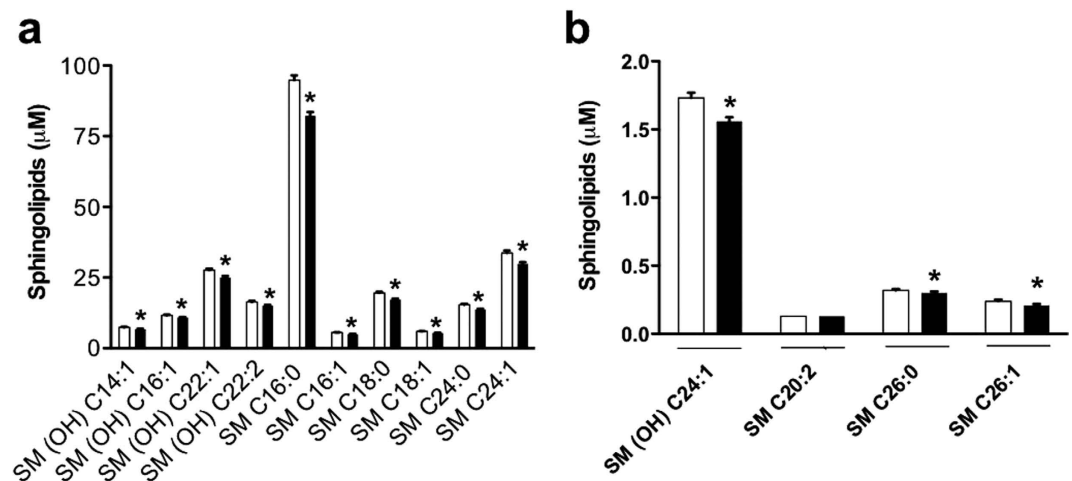 a
Sphingolipids (μM)
100
75
50
25
0
*
*
*
*
*
*
*
*
*
*
SM (OH) C14:1
SM (OH) C16:1
SM (OH) C22:1
SM (OH) C22:2
SM C16:0
SM C16:1
SM C18:0
SM C18:1
SM C24:0
SM C24:1
b
Sphingolipids (μM)
2.0
1.5
1.0
0.5
0.0
*
*
*
SM (OH) C24:1
SM C20:2
SM C26:0
SM C26:1